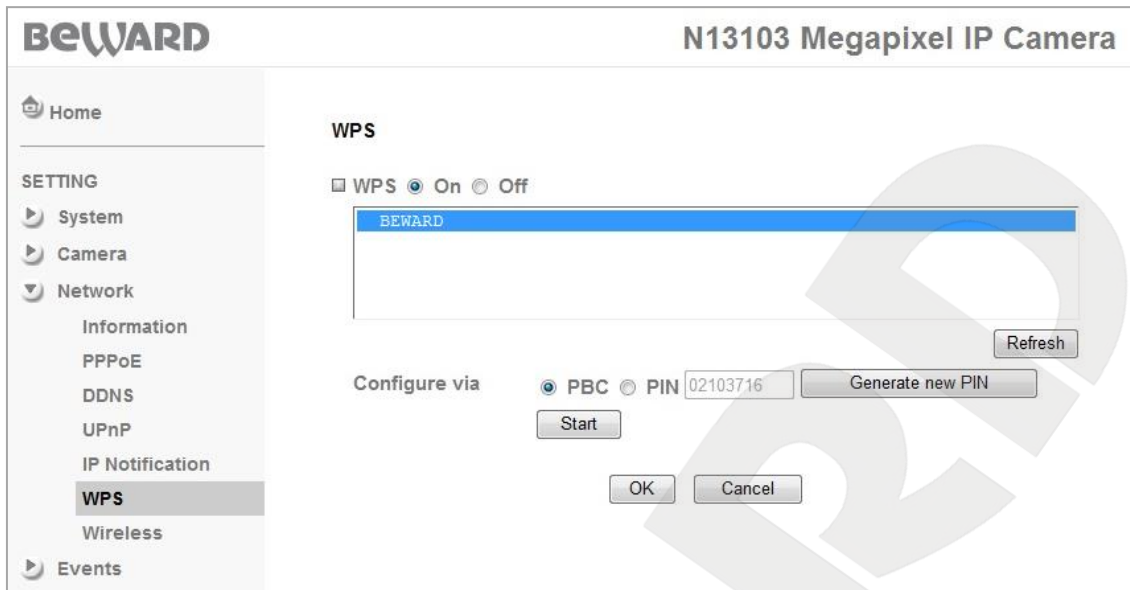 BEWARD
N13103 Megapixel IP Camera
Home
SETTING
System
Camera
Network
Information
PPPoE
DDNS
UPnP
IP Notification
WPS
Wireless
Events
WPS
WPS On Off
BEWARD
Refresh
Configure via PBC PIN 02103716 Generate new PIN
Start
OK Cancel